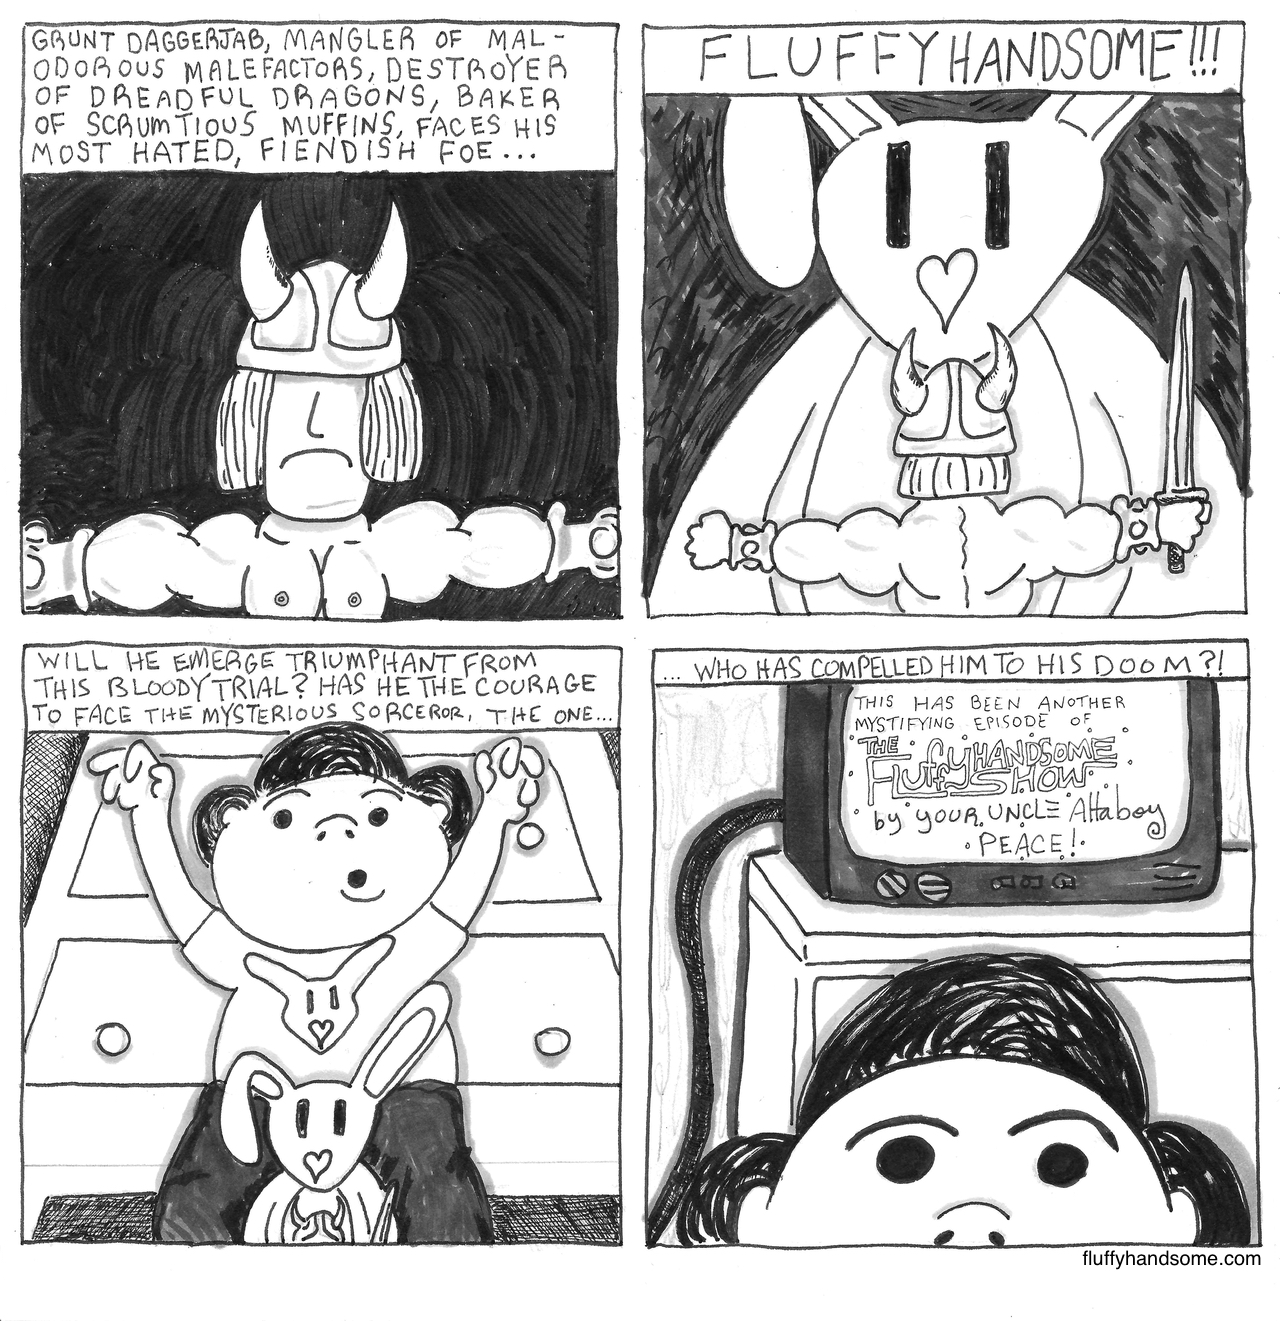 GRUNT DAGGERJAB, MANGLER OF MAL-
ODOROUS MALEFACTORS, DESTROYER
OF DREADFUL DRAGONS, BAKER
OF SCRUMTIOUS MUFFINS, FACES HIS
MOST HATED, FIENDISH FOE...
FLUFFYHANDSOME!!!
WILL HE EMERGE TRIUMPHANT FROM
THIS BLOODY TRIAL? HAS HE THE COURAGE
TO FACE THE MYSTERIOUS SORCEROR, THE ONE...
... WHO HAS COMPELLED HIM TO HIS DOOM?!
THIS HAS BEEN ANOTHER
MYSTIFYING EPISODE OF
THE
FluffyHANDSOME
SHOW
by your UNCLE Attaboy
PEACE!
fluffyhandsome.com